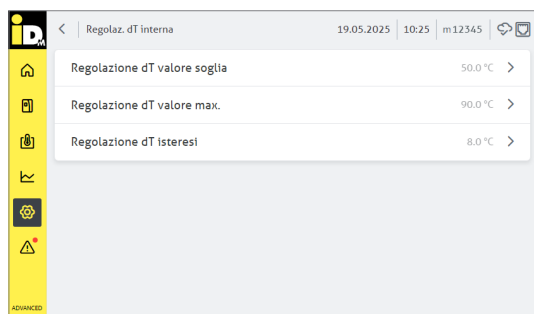 iDM
Regolaz. dT interna 19.05.2025 10:25 m12345
Regolazione dT valore soglia 50.0 °C
Regolazione dT valore max. 90.0 °C
Regolazione dT isteresi 8.0 °C
ADVANCED